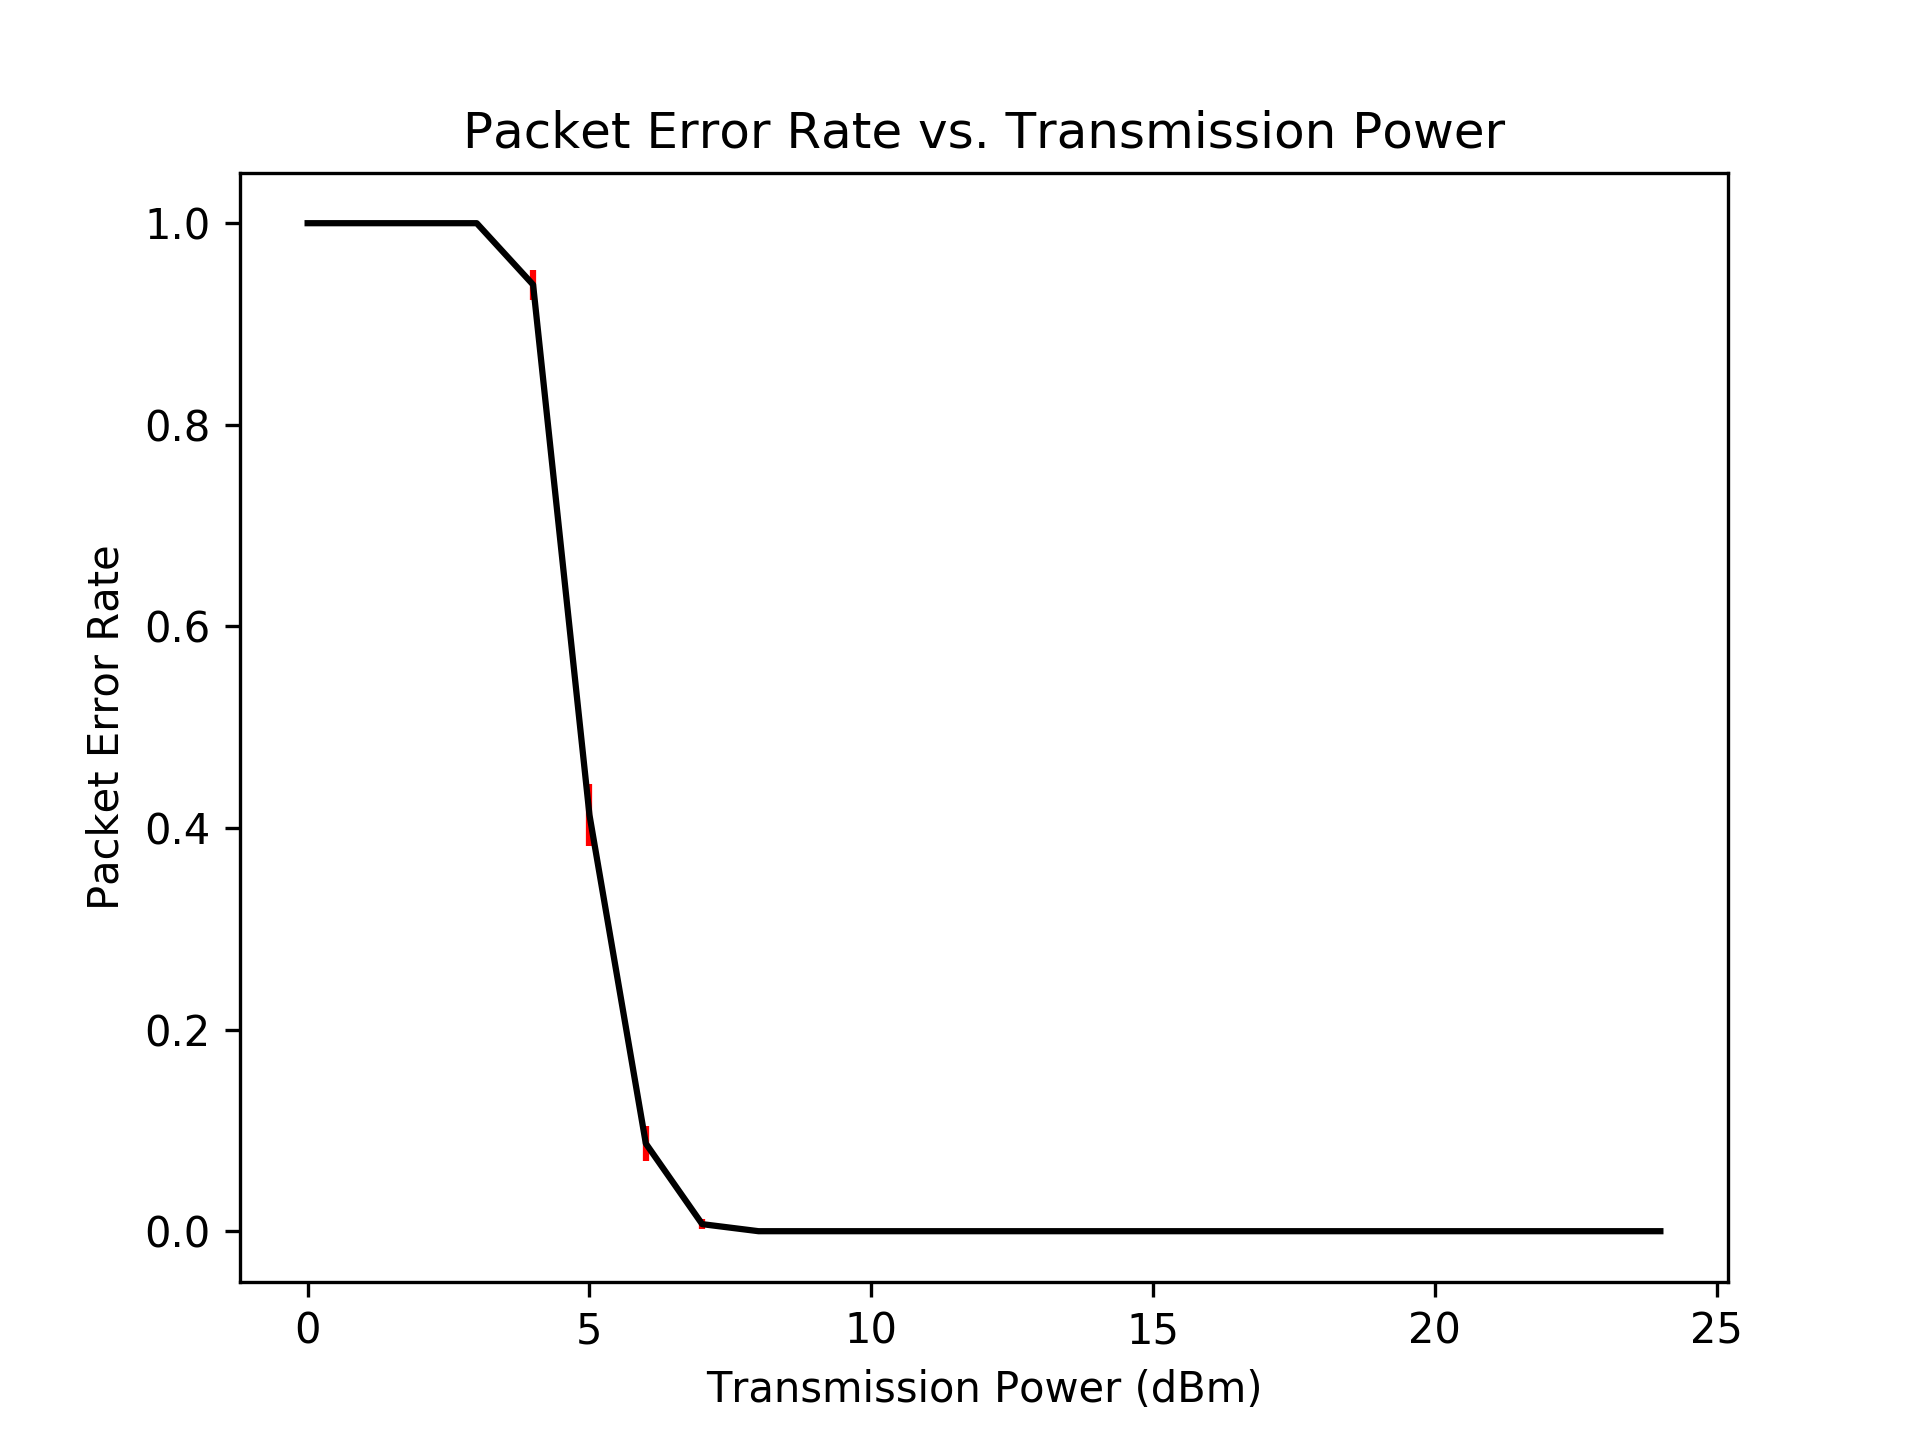 Packet Error Rate vs. Transmission Power
1.0
0.8
0.6
0.4
0.2
0.0
Packet Error Rate
0 5 10 15 20 25
Transmission Power (dBm)